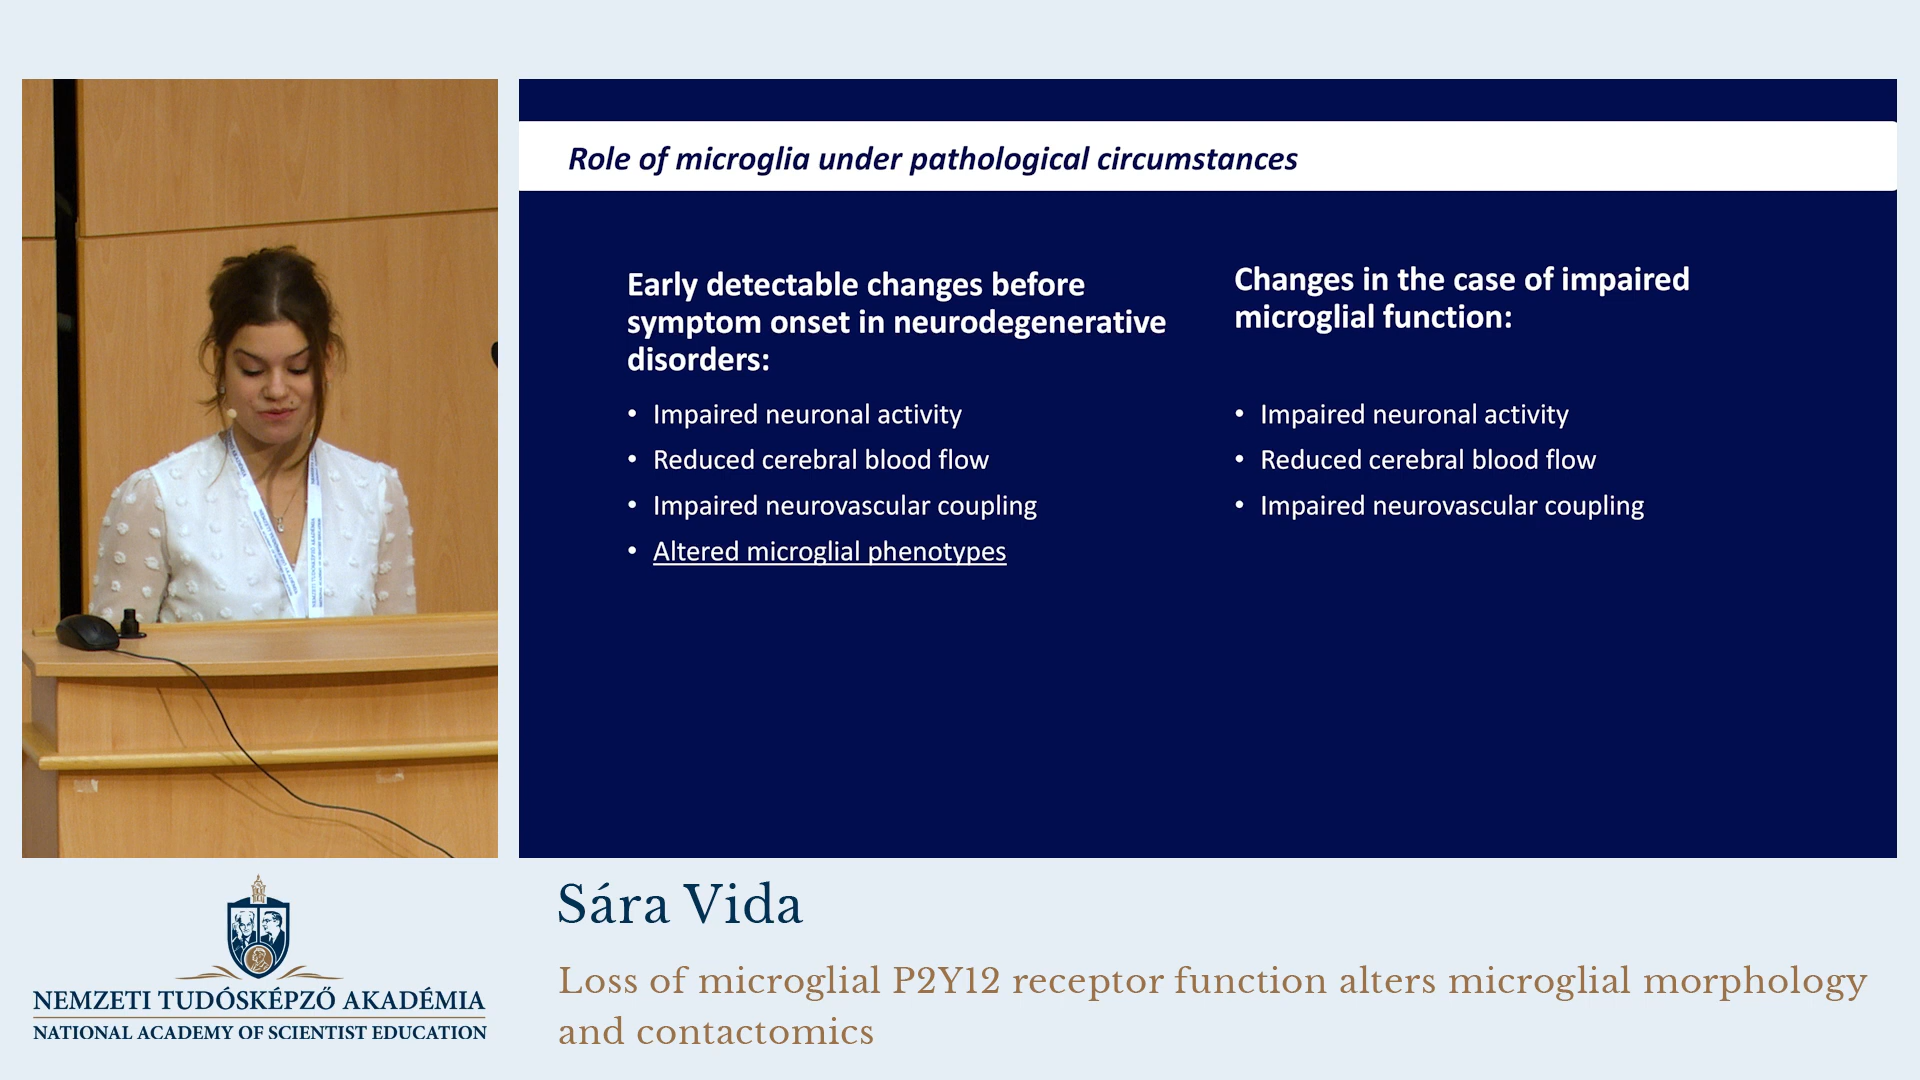 Role of microglia under pathological circumstances
Early detectable changes before
symptom onset in neurodegenerative
disorders:
• Impaired neuronal activity
• Reduced cerebral blood flow
• Impaired neurovascular coupling
• Altered microglial phenotypes
Changes in the case of impaired
microglial function:
• Impaired neuronal activity
• Reduced cerebral blood flow
• Impaired neurovascular coupling
NEMZETI TUDÓSKÉPZŐ AKADÉMIA
NATIONAL ACADEMY OF SCIENTIST EDUCATION
Sára Vida
Loss of microglial P2Y12 receptor function alters microglial morphology
and contactomics